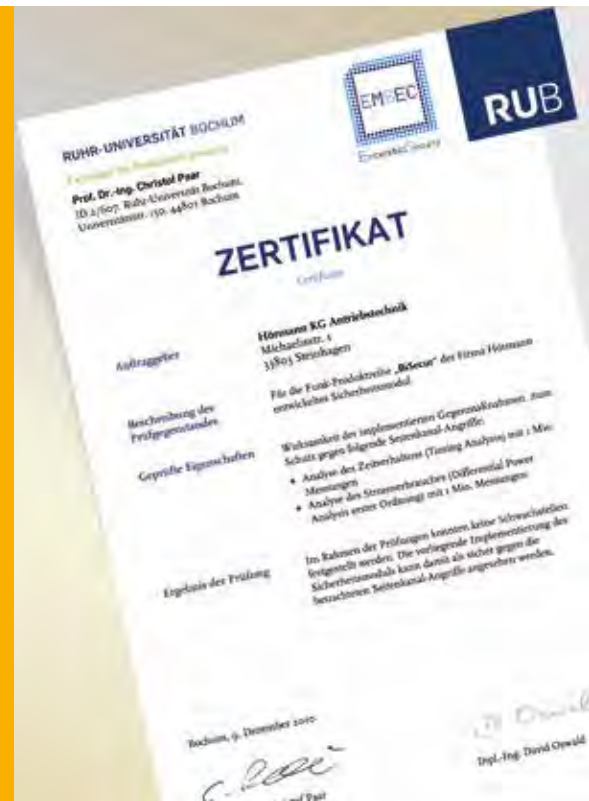 RUHR-UNIVERSITÄT BOCHUM
EMSEC
RUB
Prof. Dr.-Ing. Christof Paar
ID 2/607, Ruhr-Universität Bochum,
Universitätsstr. 150, 44801 Bochum
ZERTIFIKAT
Certificate
Auftraggeber
Hörmann KG Antriebstechnik
Michaelisstr. 1
33803 Steinhagen
Beschreibung des
Prüfgegenstandes
Für die Funk-Produktreihe „BiSecur" der Firma Hörmann
entwickeltes Sicherheitsmodul
Geprüfte Eigenschaften
Wirksamkeit der implementierten Gegenmaßnahmen zum
Schutz gegen folgende Seitenkanal-Angriffe:
• Analyse des Zeitverhaltens (Timing Analysis) mit 1 Mio.
Messungen
• Analyse des Stromverbrauches (Differential Power
Analysis erster Ordnung) mit 1 Mio. Messungen
Ergebnis der Prüfung
Im Rahmen der Prüfungen konnten keine Schwachstellen
festgestellt werden. Die vorliegende Implementierung des
Sicherheitsmoduls kann damit als sicher gegen die
betrachteten Seitenkanal-Angriffe angesehen werden.
Bochum, 9. Dezember 2010
Dipl.-Ing. David Oswald
Paar